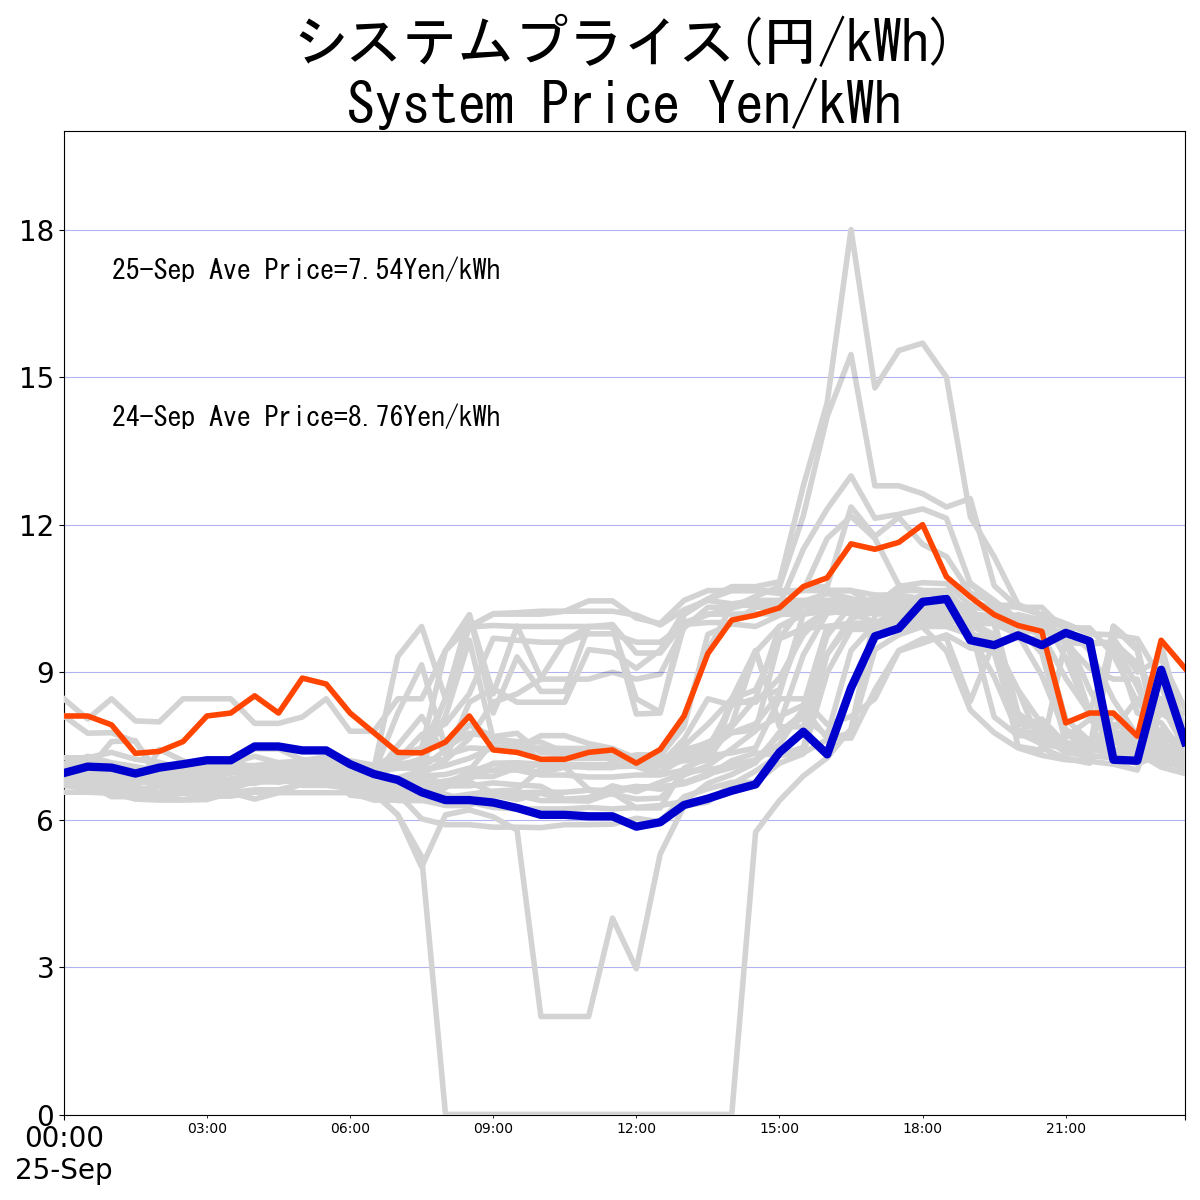 システムプライス(円/kWh)
System Price Yen/kWh
18
25-Sep Ave Price=7.54Yen/kWh
15
24-Sep Ave Price=8.76Yen/kWh
12
9
6
3
0
00:00 03:00 06:00 09:00 12:00 15:00 18:00 21:00
25-Sep